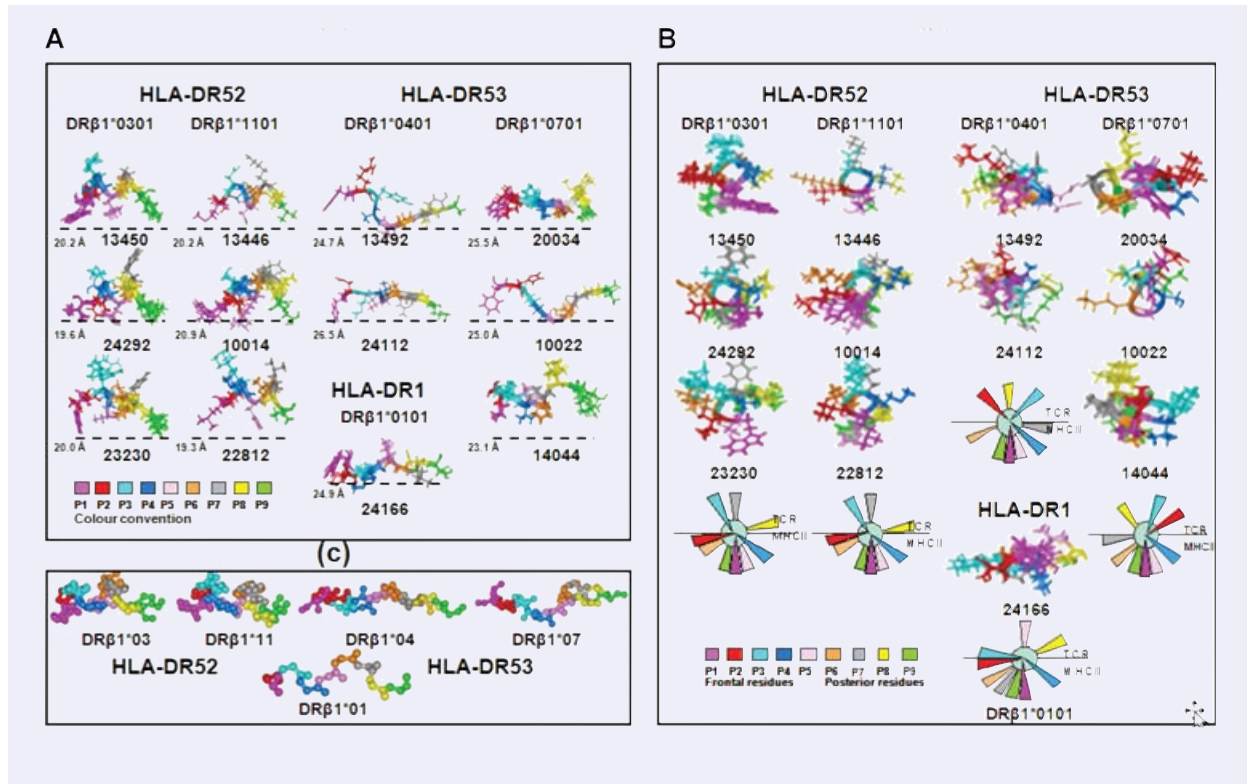 A
HLA-DR52
HLA-DR53
DRβ1*0301
DRβ1*1101
DRβ1*0401
DRβ1*0701
20.2 Å
13450
20.2 Å
13446
24.7 Å
13492
25.5 Å
20034
19.6 Å
24292
20.9 Å
10014
26.5 Å
24112
25.0 Å
10022
HLA-DR1
DRβ1*0101
20.0 Å
23230
19.3 Å
22812
23.1 Å
14044
24.9 Å
24166
P1 P2 P3 P4 P5 P6 P7 P8 P9
Colour convention
(c)
DRβ1*03
DRβ1*11
DRβ1*04
DRβ1*07
HLA-DR52
HLA-DR53
DRβ1*01
B
HLA-DR52
HLA-DR53
DRβ1*0301
DRβ1*1101
DRβ1*0401
DRβ1*0701
13450
13446
13492
20034
24292
10014
24112
10022
TCR
MHCII
23230
22812
14044
TCR
MHCII
TCR
MHCII
HLA-DR1
TCR
MHCII
24166
P1 P2 P3 P4 P5 P6 P7 P8 P9
Frontal residues
Posterior residues
TCR
MHCII
DRβ1*0101